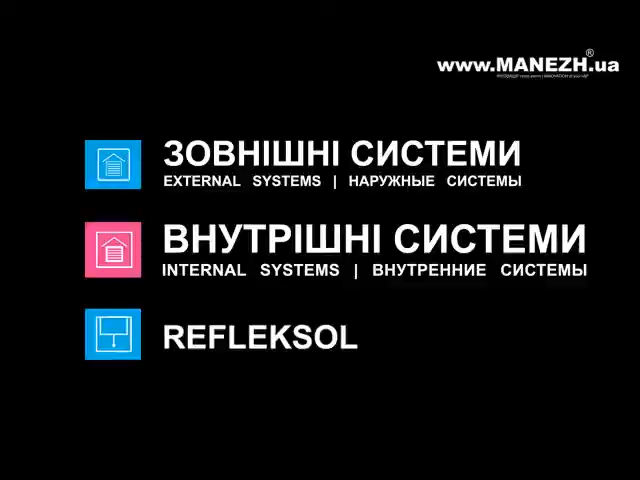 www.MANEZH.ua
®
ЗОВНІШНІ СИСТЕМИ
EXTERNAL SYSTEMS | НАРУЖНЫЕ СИСТЕМЫ
ВНУТРІШНІ СИСТЕМИ
INTERNAL SYSTEMS | ВНУТРЕННИЕ СИСТЕМЫ
REFLEKSOL